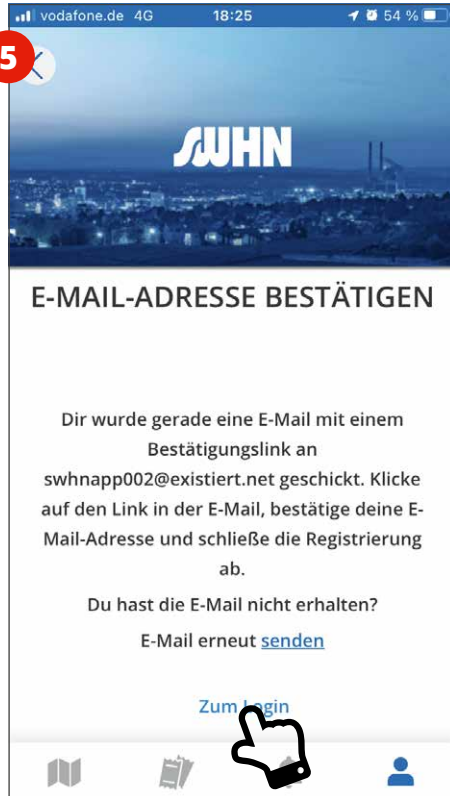 vodafone.de 4G 18:25 54 %
5
SWHN
E-MAIL-ADRESSE BESTÄTIGEN
Dir wurde gerade eine E-Mail mit einem
Bestätigungslink an
swhnapp002@existiert.net geschickt. Klicke
auf den Link in der E-Mail, bestätige deine E-
Mail-Adresse und schließe die Registrierung
ab.
Du hast die E-Mail nicht erhalten?
E-Mail erneut senden
Zum Login